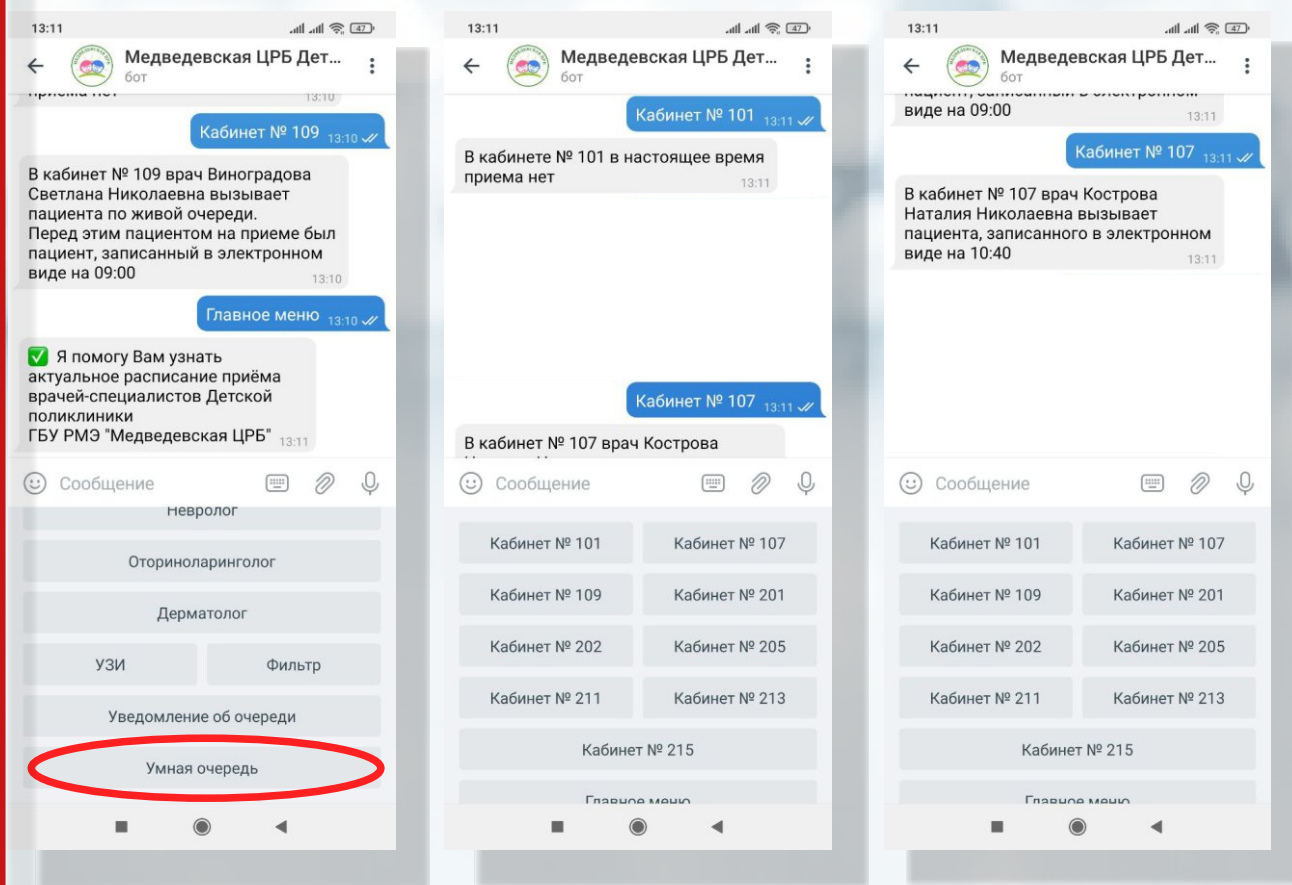 13:11
47
Медведевская ЦРБ Дет...
бот
приема нет
13:10
Кабинет № 109 13:10
В кабинет № 109 врач Виноградова
Светлана Николаевна вызывает
пациента по живой очереди.
Перед этим пациентом на приеме был
пациент, записанный в электронном
виде на 09:00
13:10
Главное меню 13:10
Я помогу Вам узнать
актуальное расписание приёма
врачей-специалистов Детской
поликлиники
ГБУ РМЭ "Медведевская ЦРБ" 13:11
Сообщение
Невролог
Оториноларинголог
Дерматолог
УЗИ
Фильтр
Уведомление об очереди
Умная очередь
13:11
47
Медведевская ЦРБ Дет...
бот
Кабинет № 101 13:11
В кабинете № 101 в настоящее время
приема нет
13:11
Кабинет № 107 13:11
В кабинет № 107 врач Кострова
Сообщение
Кабинет № 101
Кабинет № 107
Кабинет № 109
Кабинет № 201
Кабинет № 202
Кабинет № 205
Кабинет № 211
Кабинет № 213
Кабинет № 215
Главное меню
13:11
47
Медведевская ЦРБ Дет...
бот
пациент, записанный в электронном
виде на 09:00
13:11
Кабинет № 107 13:11
В кабинет № 107 врач Кострова
Наталия Николаевна вызывает
пациента, записанного в электронном
виде на 10:40
13:11
Сообщение
Кабинет № 101
Кабинет № 107
Кабинет № 109
Кабинет № 201
Кабинет № 202
Кабинет № 205
Кабинет № 211
Кабинет № 213
Кабинет № 215
Главное меню